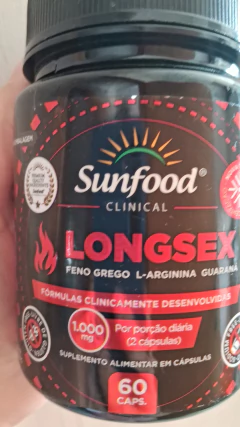 Sunfood®
CLINICAL
LONGSEX
FENO GREGO L-ARGININA GUARANA
FÓRMULAS CLINICAMENTE DESENVOLVIDAS
1.000 mg
Por porção diária
(2 cápsulas)
SUPLEMENTO ALIMENTAR EM CÁPSULAS
60
CAPS.